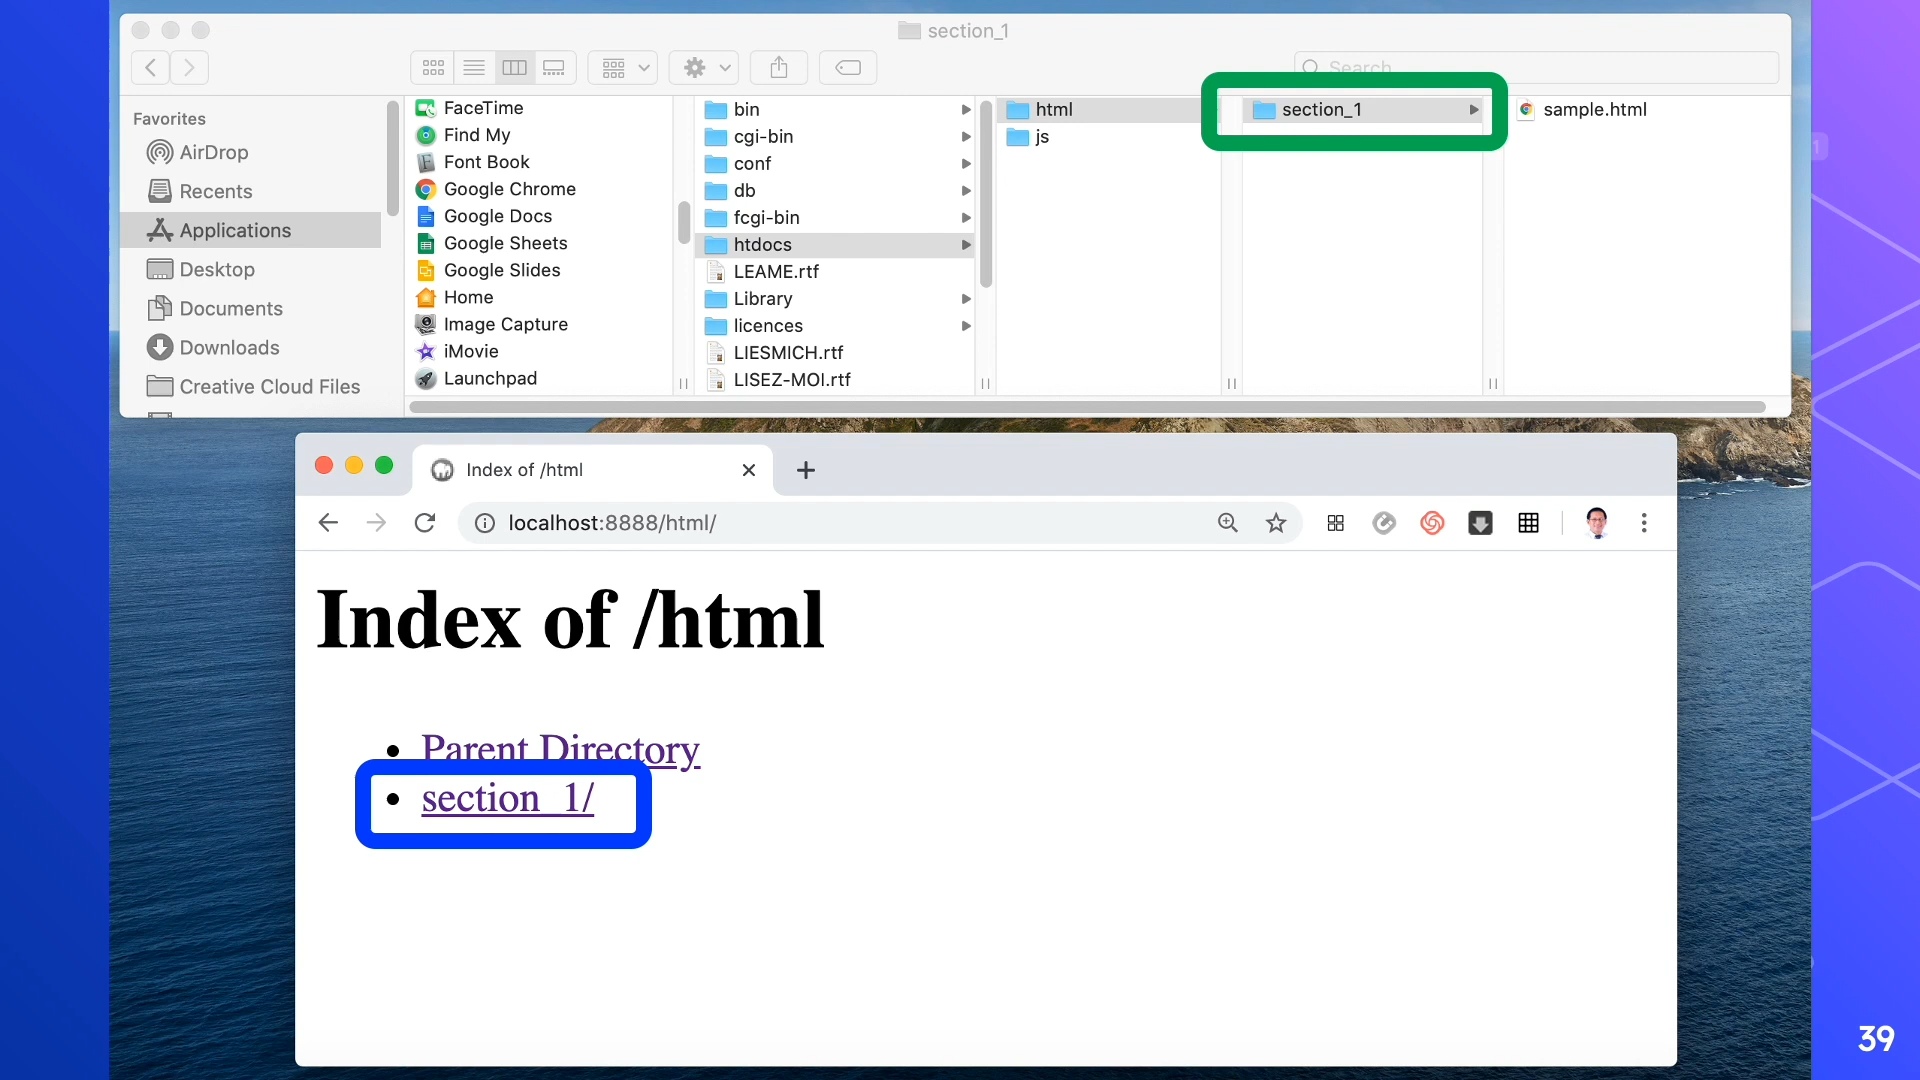 section_1
Search
Favorites
AirDrop
Recents
Applications
Desktop
Documents
Downloads
Creative Cloud Files
FaceTime
Find My
Font Book
Google Chrome
Google Docs
Google Sheets
Google Slides
Home
Image Capture
iMovie
Launchpad
bin
cgi-bin
conf
db
fcgi-bin
htdocs
LEAME.rtf
Library
licences
LIESMICH.rtf
LISEZ-MOI.rtf
html
js
section_1
sample.html
1
Index of /html
localhost:8888/html/
Index of /html
Parent Directory
section_1/
39